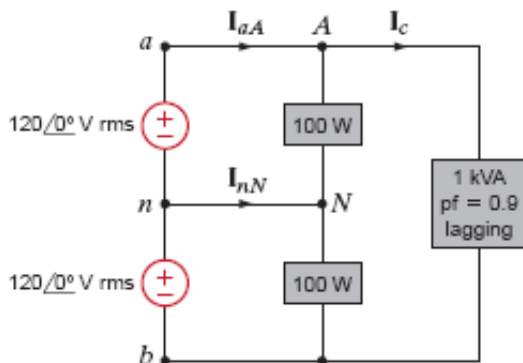 I_aA A I_c
a
120/0° V rms + − 100 W
1 kVA
pf = 0.9
lagging
I_nN
n N
120/0° V rms + − 100 W
b